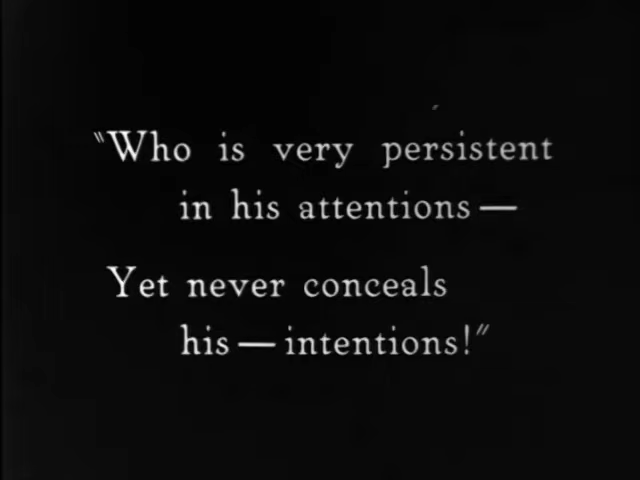 "Who is very persistent
in his attentions—
Yet never conceals
his—intentions!"